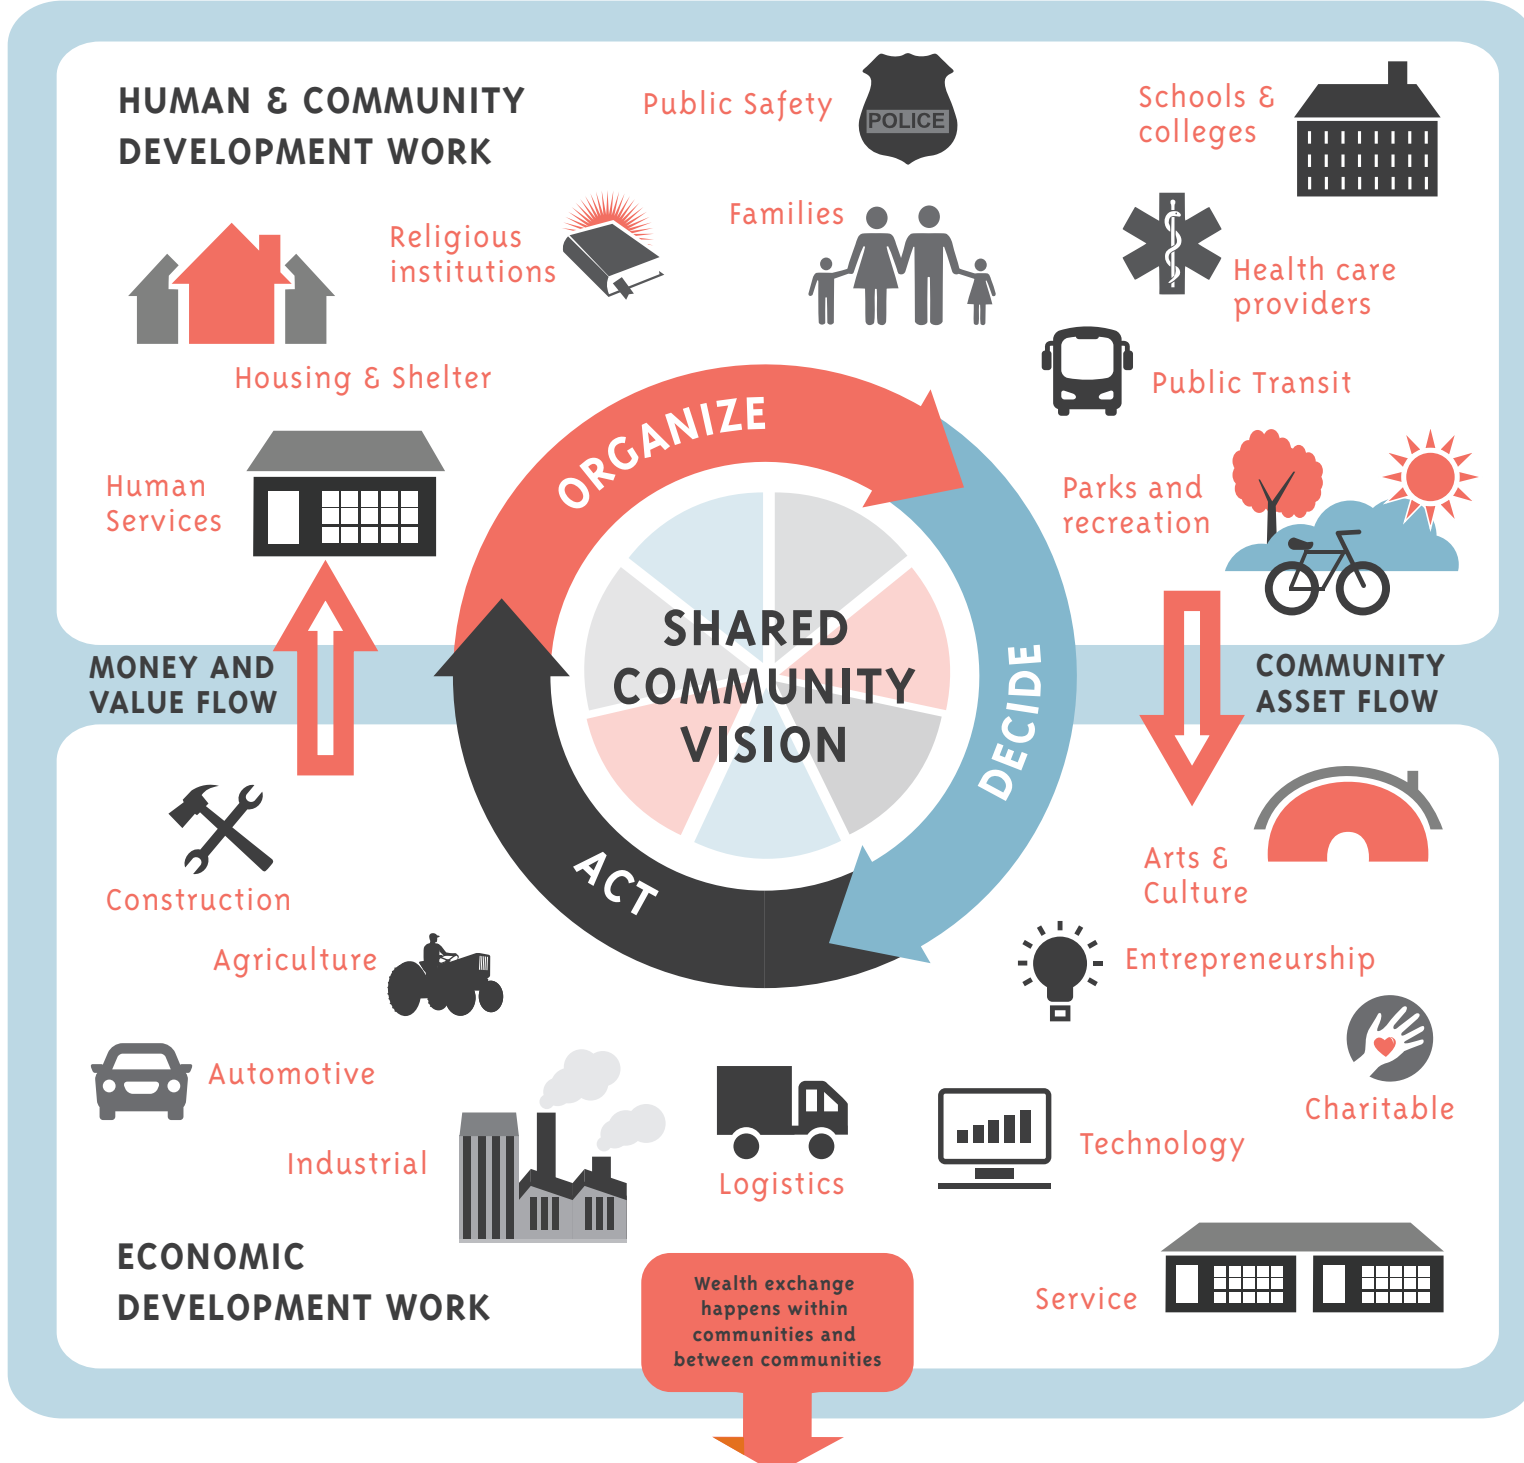 HUMAN & COMMUNITY
DEVELOPMENT WORK
Public Safety
POLICE
Schools &
colleges
Religious
institutions
Families
Health care
providers
Housing & Shelter
Public Transit
Human
Services
Parks and
recreation
ORGANIZE
DECIDE
ACT
SHARED
COMMUNITY
VISION
MONEY AND
VALUE FLOW
COMMUNITY
ASSET FLOW
Construction
Arts &
Culture
Agriculture
Entrepreneurship
Automotive
Charitable
Industrial
Logistics
Technology
ECONOMIC
DEVELOPMENT WORK
Service
Wealth exchange
happens within
communities and
between communities